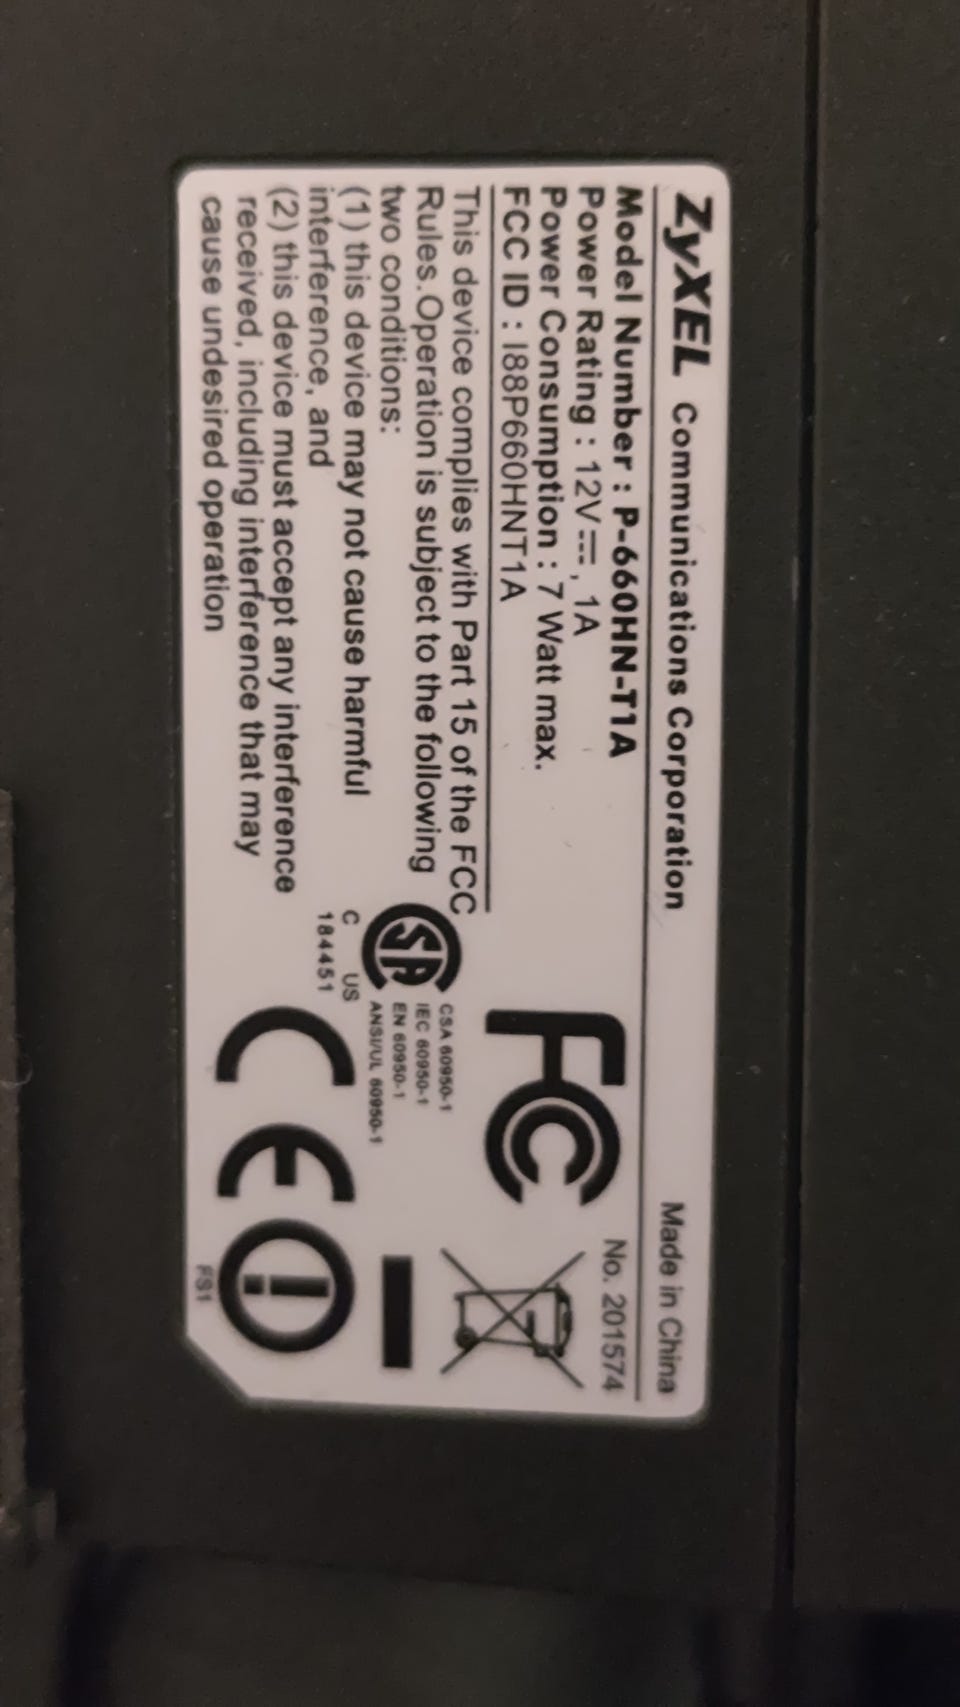 ZyXEL Communications Corporation Made in China
Model Number : P-660HN-T1A No. 201574
Power Rating : 12V⎓, 1A
Power Consumption : 7 Watt max.
FCC ID : I88P660HNT1A
FC
This device complies with Part 15 of the FCC
Rules.Operation is subject to the following
two conditions:
(1) this device may not cause harmful
interference, and
(2) this device must accept any interference
received, including interference that may
cause undesired operation
SA
C US
184451
CSA 60950-1
IEC 60950-1
EN 60950-1
ANSI/UL 60950-1
CE
FS1